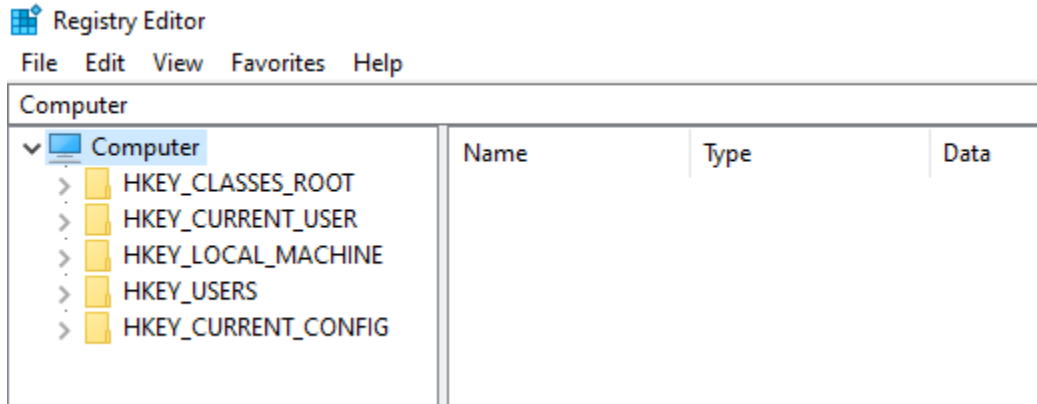 Registry Editor
File Edit View Favorites Help
Computer
Computer
HKEY_CLASSES_ROOT
HKEY_CURRENT_USER
HKEY_LOCAL_MACHINE
HKEY_USERS
HKEY_CURRENT_CONFIG
Name Type Data